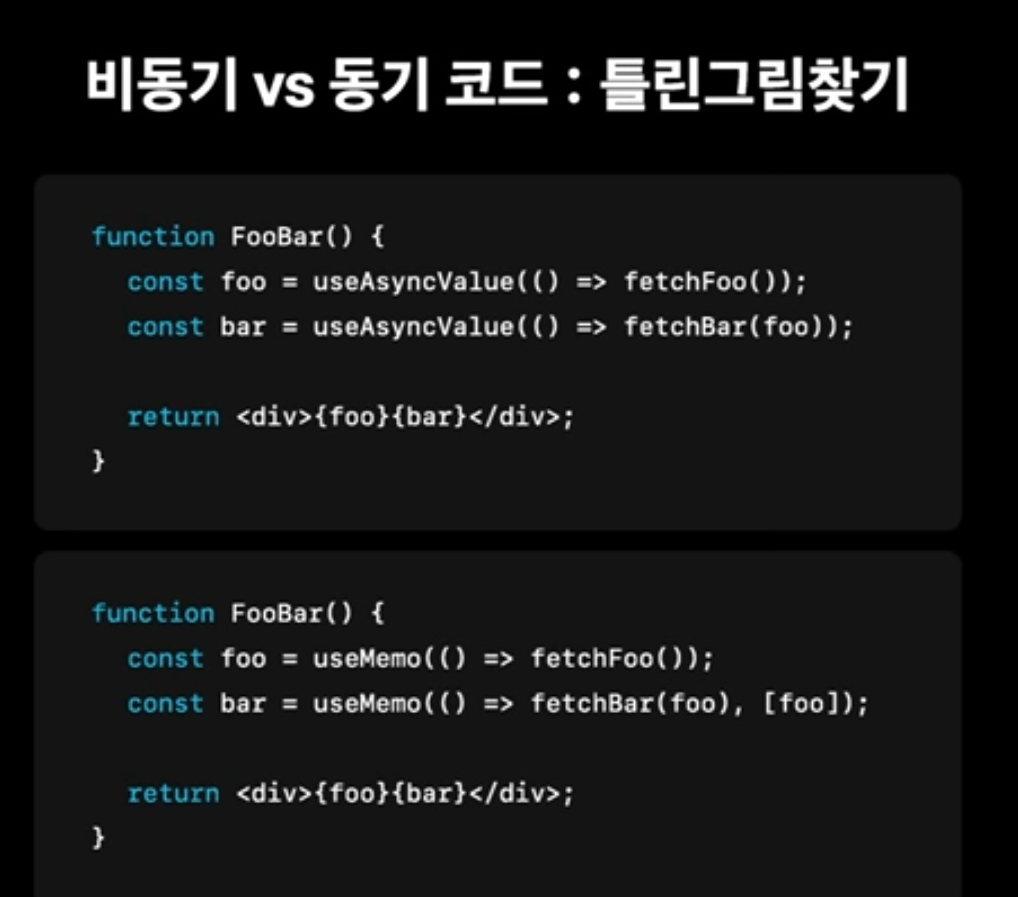 비동기 vs 동기 코드 : 틀린그림찾기
function FooBar() {
const foo = useAsyncValue(() => fetchFoo());
const bar = useAsyncValue(() => fetchBar(foo));
return <div>{foo}{bar}</div>;
}
function FooBar() {
const foo = useMemo(() => fetchFoo());
const bar = useMemo(() => fetchBar(foo), [foo]);
return <div>{foo}{bar}</div>;
}